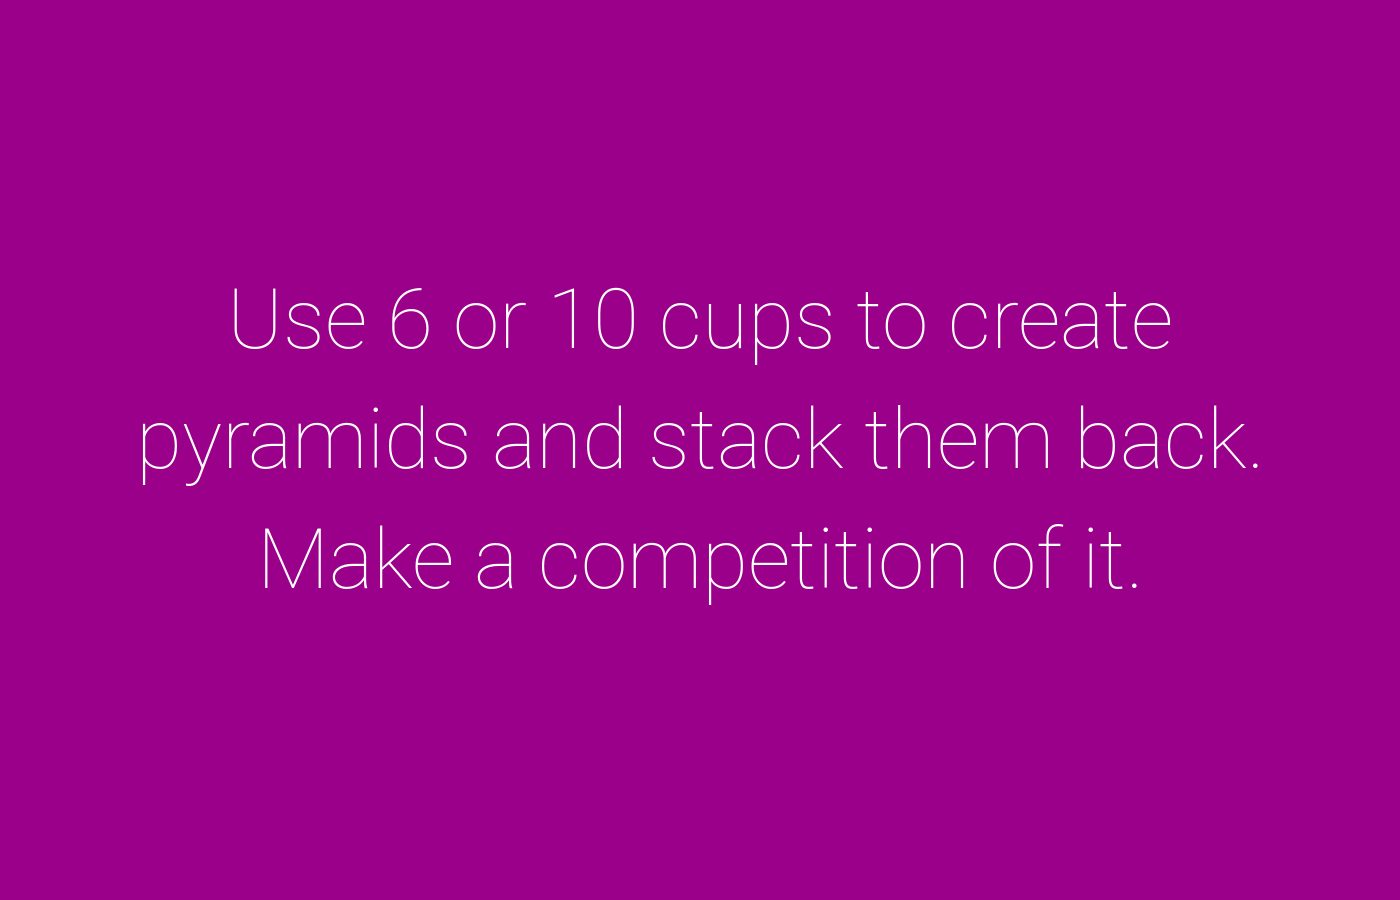 Use 6 or 10 cups to create
pyramids and stack them back.
Make a competition of it.